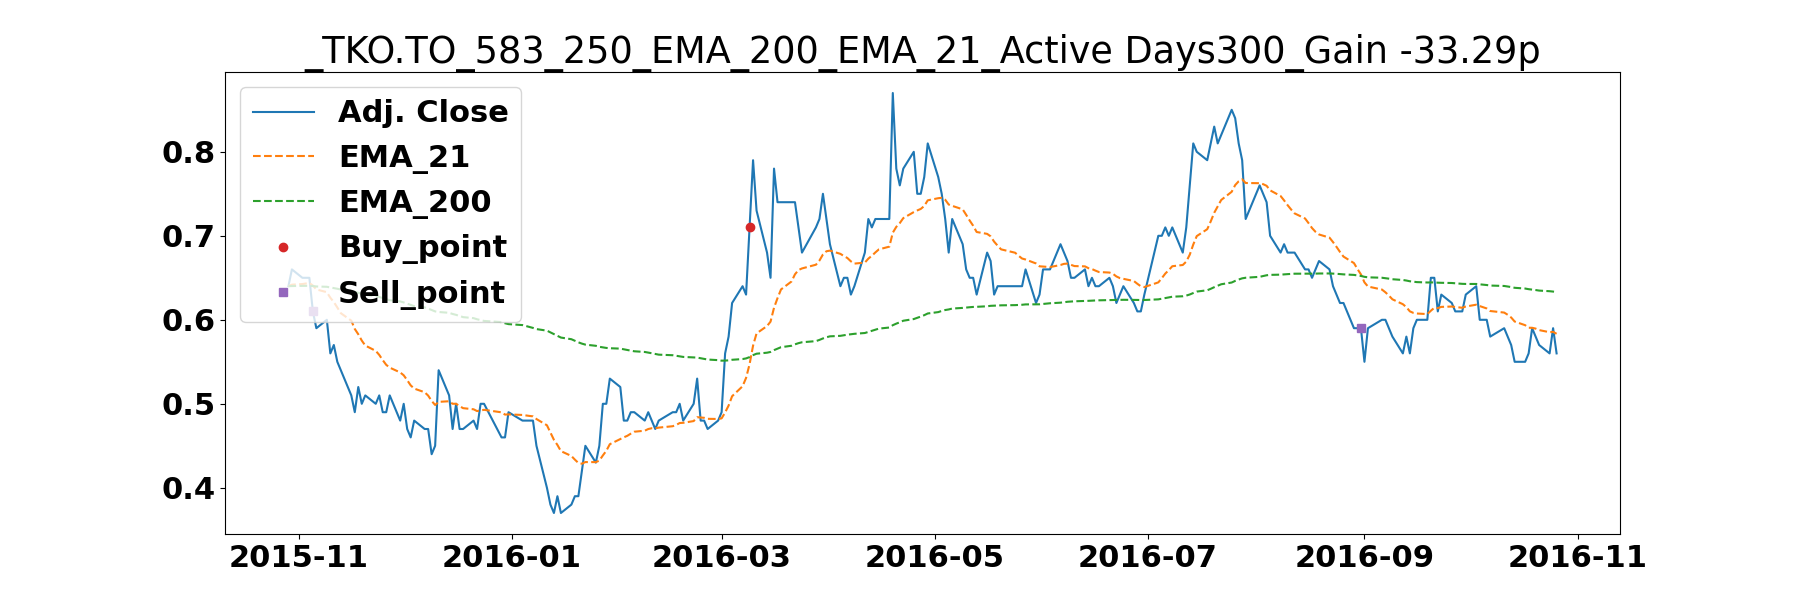 _TKO.TO_583_250_EMA_200_EMA_21_Active Days300_Gain -33.29p
Adj. Close
EMA_21
EMA_200
Buy_point
Sell_point
0.8
0.7
0.6
0.5
0.4
2015-11 2016-01 2016-03 2016-05 2016-07 2016-09 2016-11